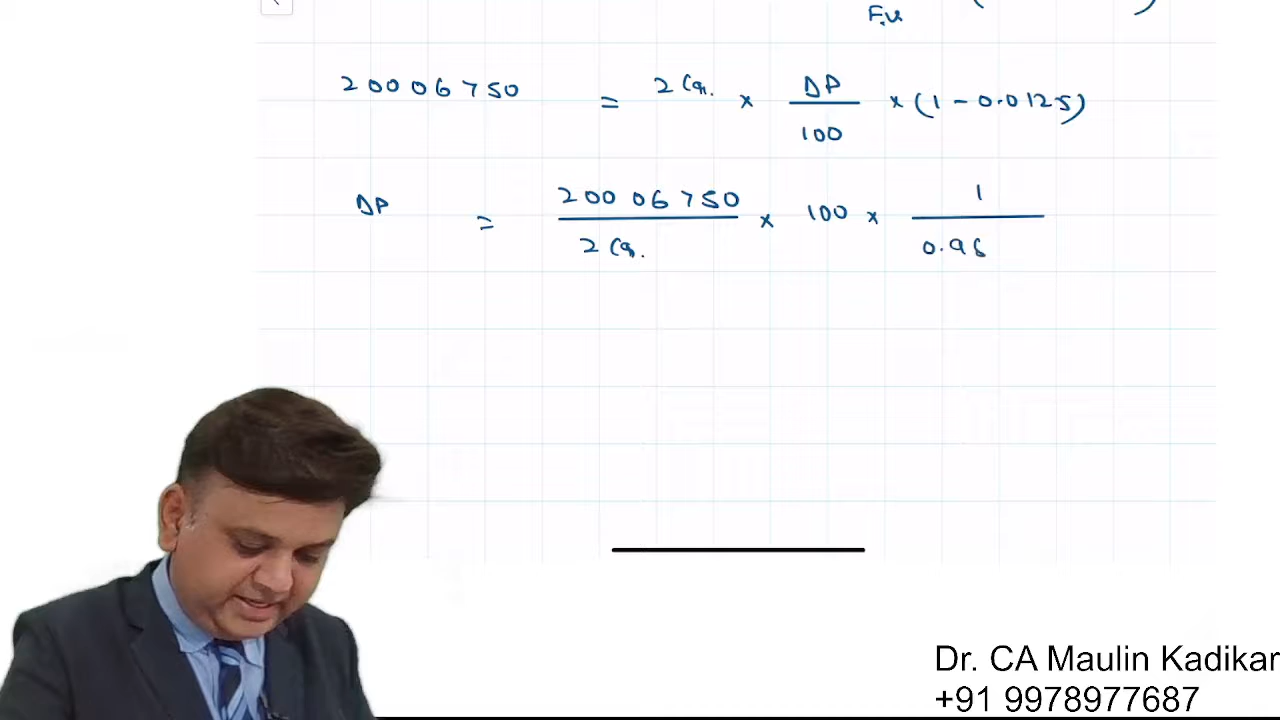 F.V (
20006750 = 2 Cr. × DP / 100 × (1 - 0.0125)
DP = 20006750 / 2 Cr. × 100 × 1 / 0.98
Dr. CA Maulin Kadikar
+91 9978977687